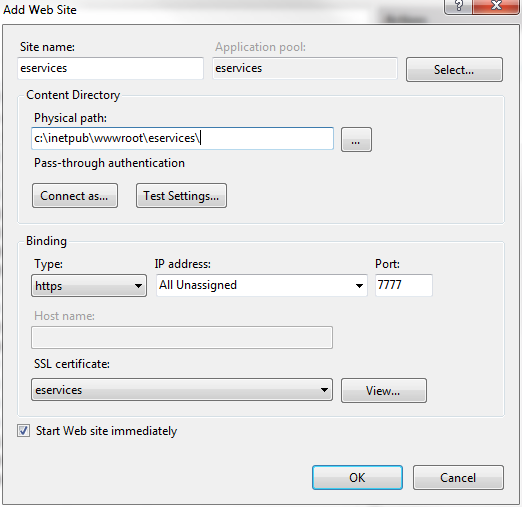 Add Web Site
?
Site name:
Application pool:
eservices
eservices
Select...
Content Directory
Physical path:
c:\inetpub\wwwroot\eservices\
...
Pass-through authentication
Connect as...
Test Settings...
Binding
Type:
IP address:
Port:
https
All Unassigned
7777
Host name:
SSL certificate:
eservices
View...
Start Web site immediately
OK
Cancel